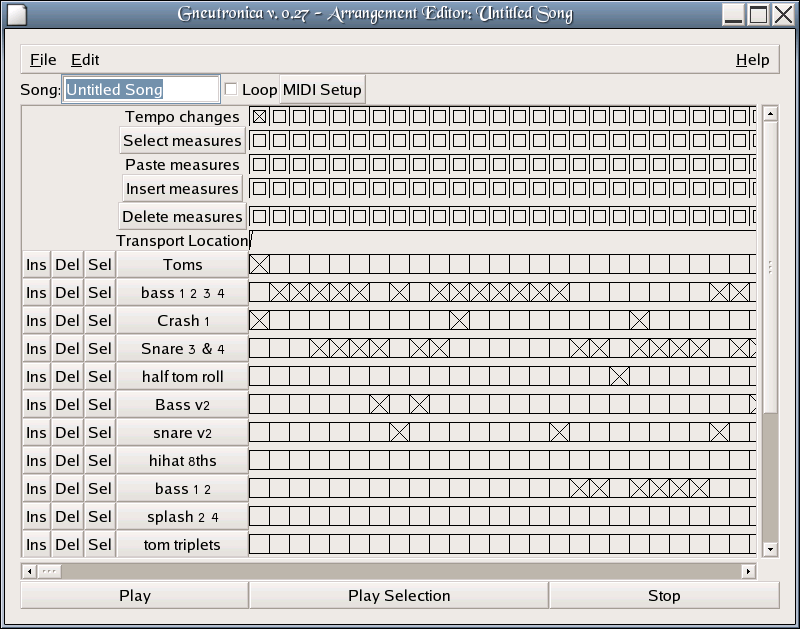 Gneutronica v. 0.27 - Arrangement Editor: Untitled Song
File Edit Help
Song: Untitled Song Loop MIDI Setup
Tempo changes
Select measures
Paste measures
Insert measures
Delete measures
Transport Location
Ins Del Sel Toms
Ins Del Sel bass 1 2 3 4
Ins Del Sel Crash 1
Ins Del Sel Snare 3 & 4
Ins Del Sel half tom roll
Ins Del Sel Bass v2
Ins Del Sel snare v2
Ins Del Sel hihat 8ths
Ins Del Sel bass 1 2
Ins Del Sel splash 2 4
Ins Del Sel tom triplets
Play Play Selection Stop